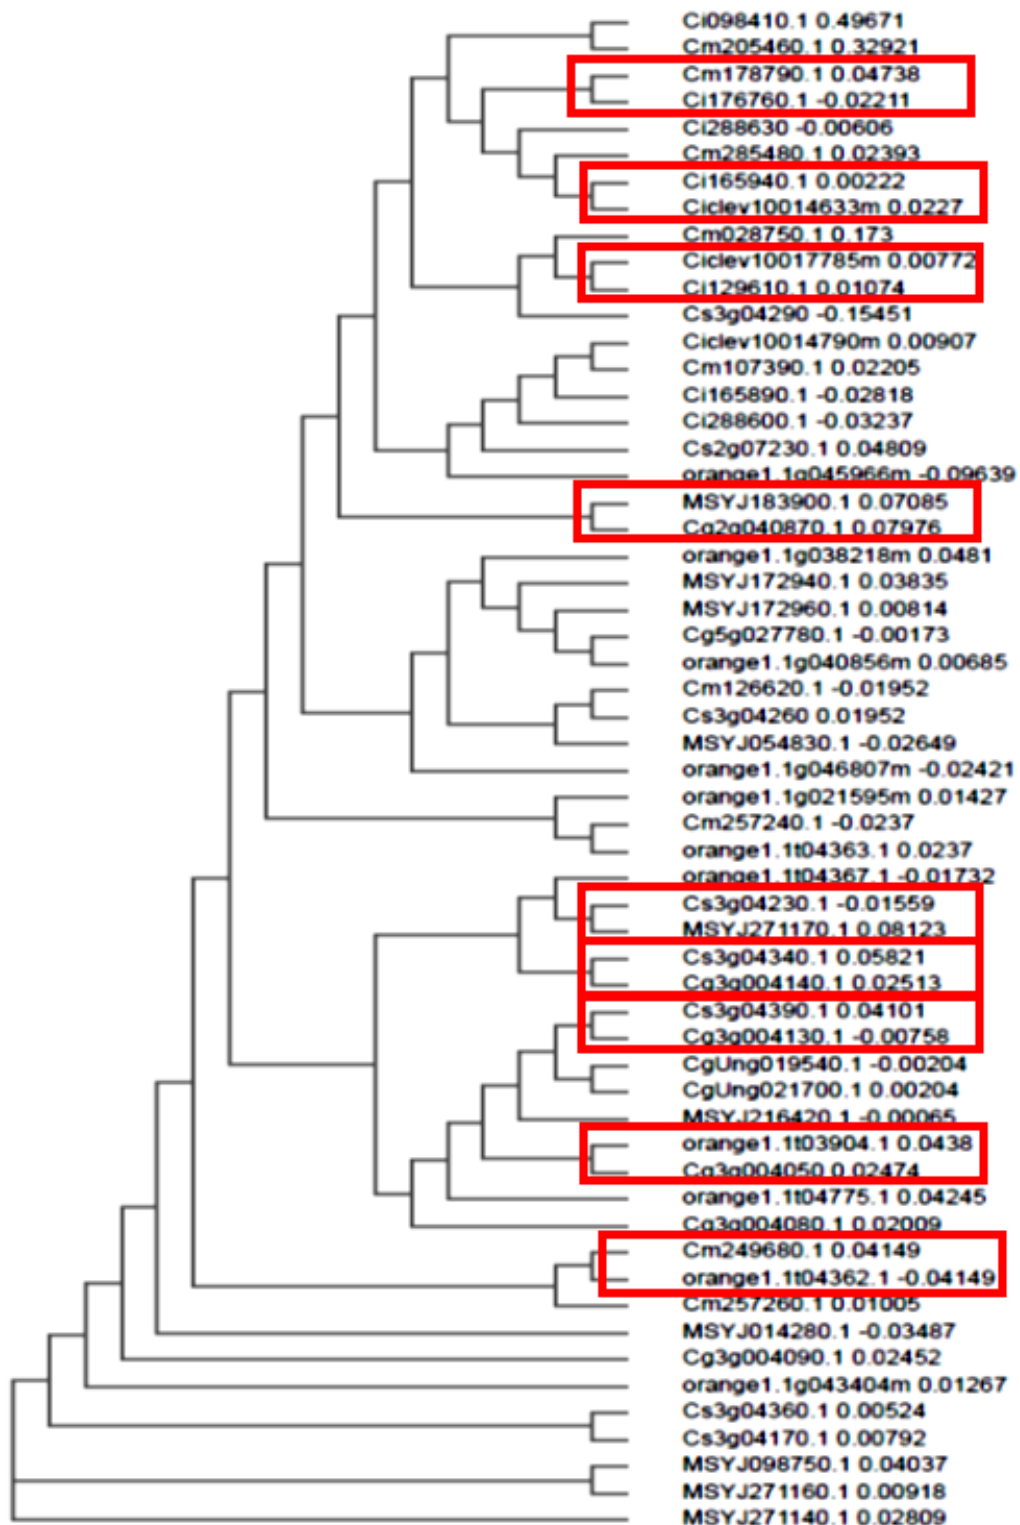 Ci098410.1 0.49671
Cm205460.1 0.32921
Cm178790.1 0.04738
Ci176760.1 -0.02211
Ci288630 -0.00606
Cm285480.1 0.02393
Ci165940.1 0.00222
Ciclev10014633m 0.0227
Cm028750.1 0.173
Ciclev10017785m 0.00772
Ci129610.1 0.01074
Cs3g04290 -0.15451
Ciclev10014790m 0.00907
Cm107390.1 0.02205
Ci165890.1 -0.02818
Ci288600.1 -0.03237
Cs2g07230.1 0.04809
orange1.1g045966m -0.09639
MSYJ183900.1 0.07085
Cg2g040870.1 0.07976
orange1.1g038218m 0.0481
MSYJ172940.1 0.03835
MSYJ172960.1 0.00814
Cg5g027780.1 -0.00173
orange1.1g040856m 0.00685
Cm126620.1 -0.01952
Cs3g04260 0.01952
MSYJ054830.1 -0.02649
orange1.1g046807m -0.02421
orange1.1g021595m 0.01427
Cm257240.1 -0.0237
orange1.1t04363.1 0.0237
orange1.1t04367.1 -0.01732
Cs3g04230.1 -0.01559
MSYJ271170.1 0.08123
Cs3g04340.1 0.05821
Cg3g004140.1 0.02513
Cs3g04390.1 0.04101
Cg3g004130.1 -0.00758
CgUng019540.1 -0.00204
CgUng021700.1 0.00204
MSYJ216420.1 -0.00065
orange1.1t03904.1 0.0438
Cg3g004050 0.02474
orange1.1t04775.1 0.04245
Cg3g004080.1 0.02009
Cm249680.1 0.04149
orange1.1t04362.1 -0.04149
Cm257260.1 0.01005
MSYJ014280.1 -0.03487
Cg3g004090.1 0.02452
orange1.1g043404m 0.01267
Cs3g04360.1 0.00524
Cs3g04170.1 0.00792
MSYJ098750.1 0.04037
MSYJ271160.1 0.00918
MSYJ271140.1 0.02809